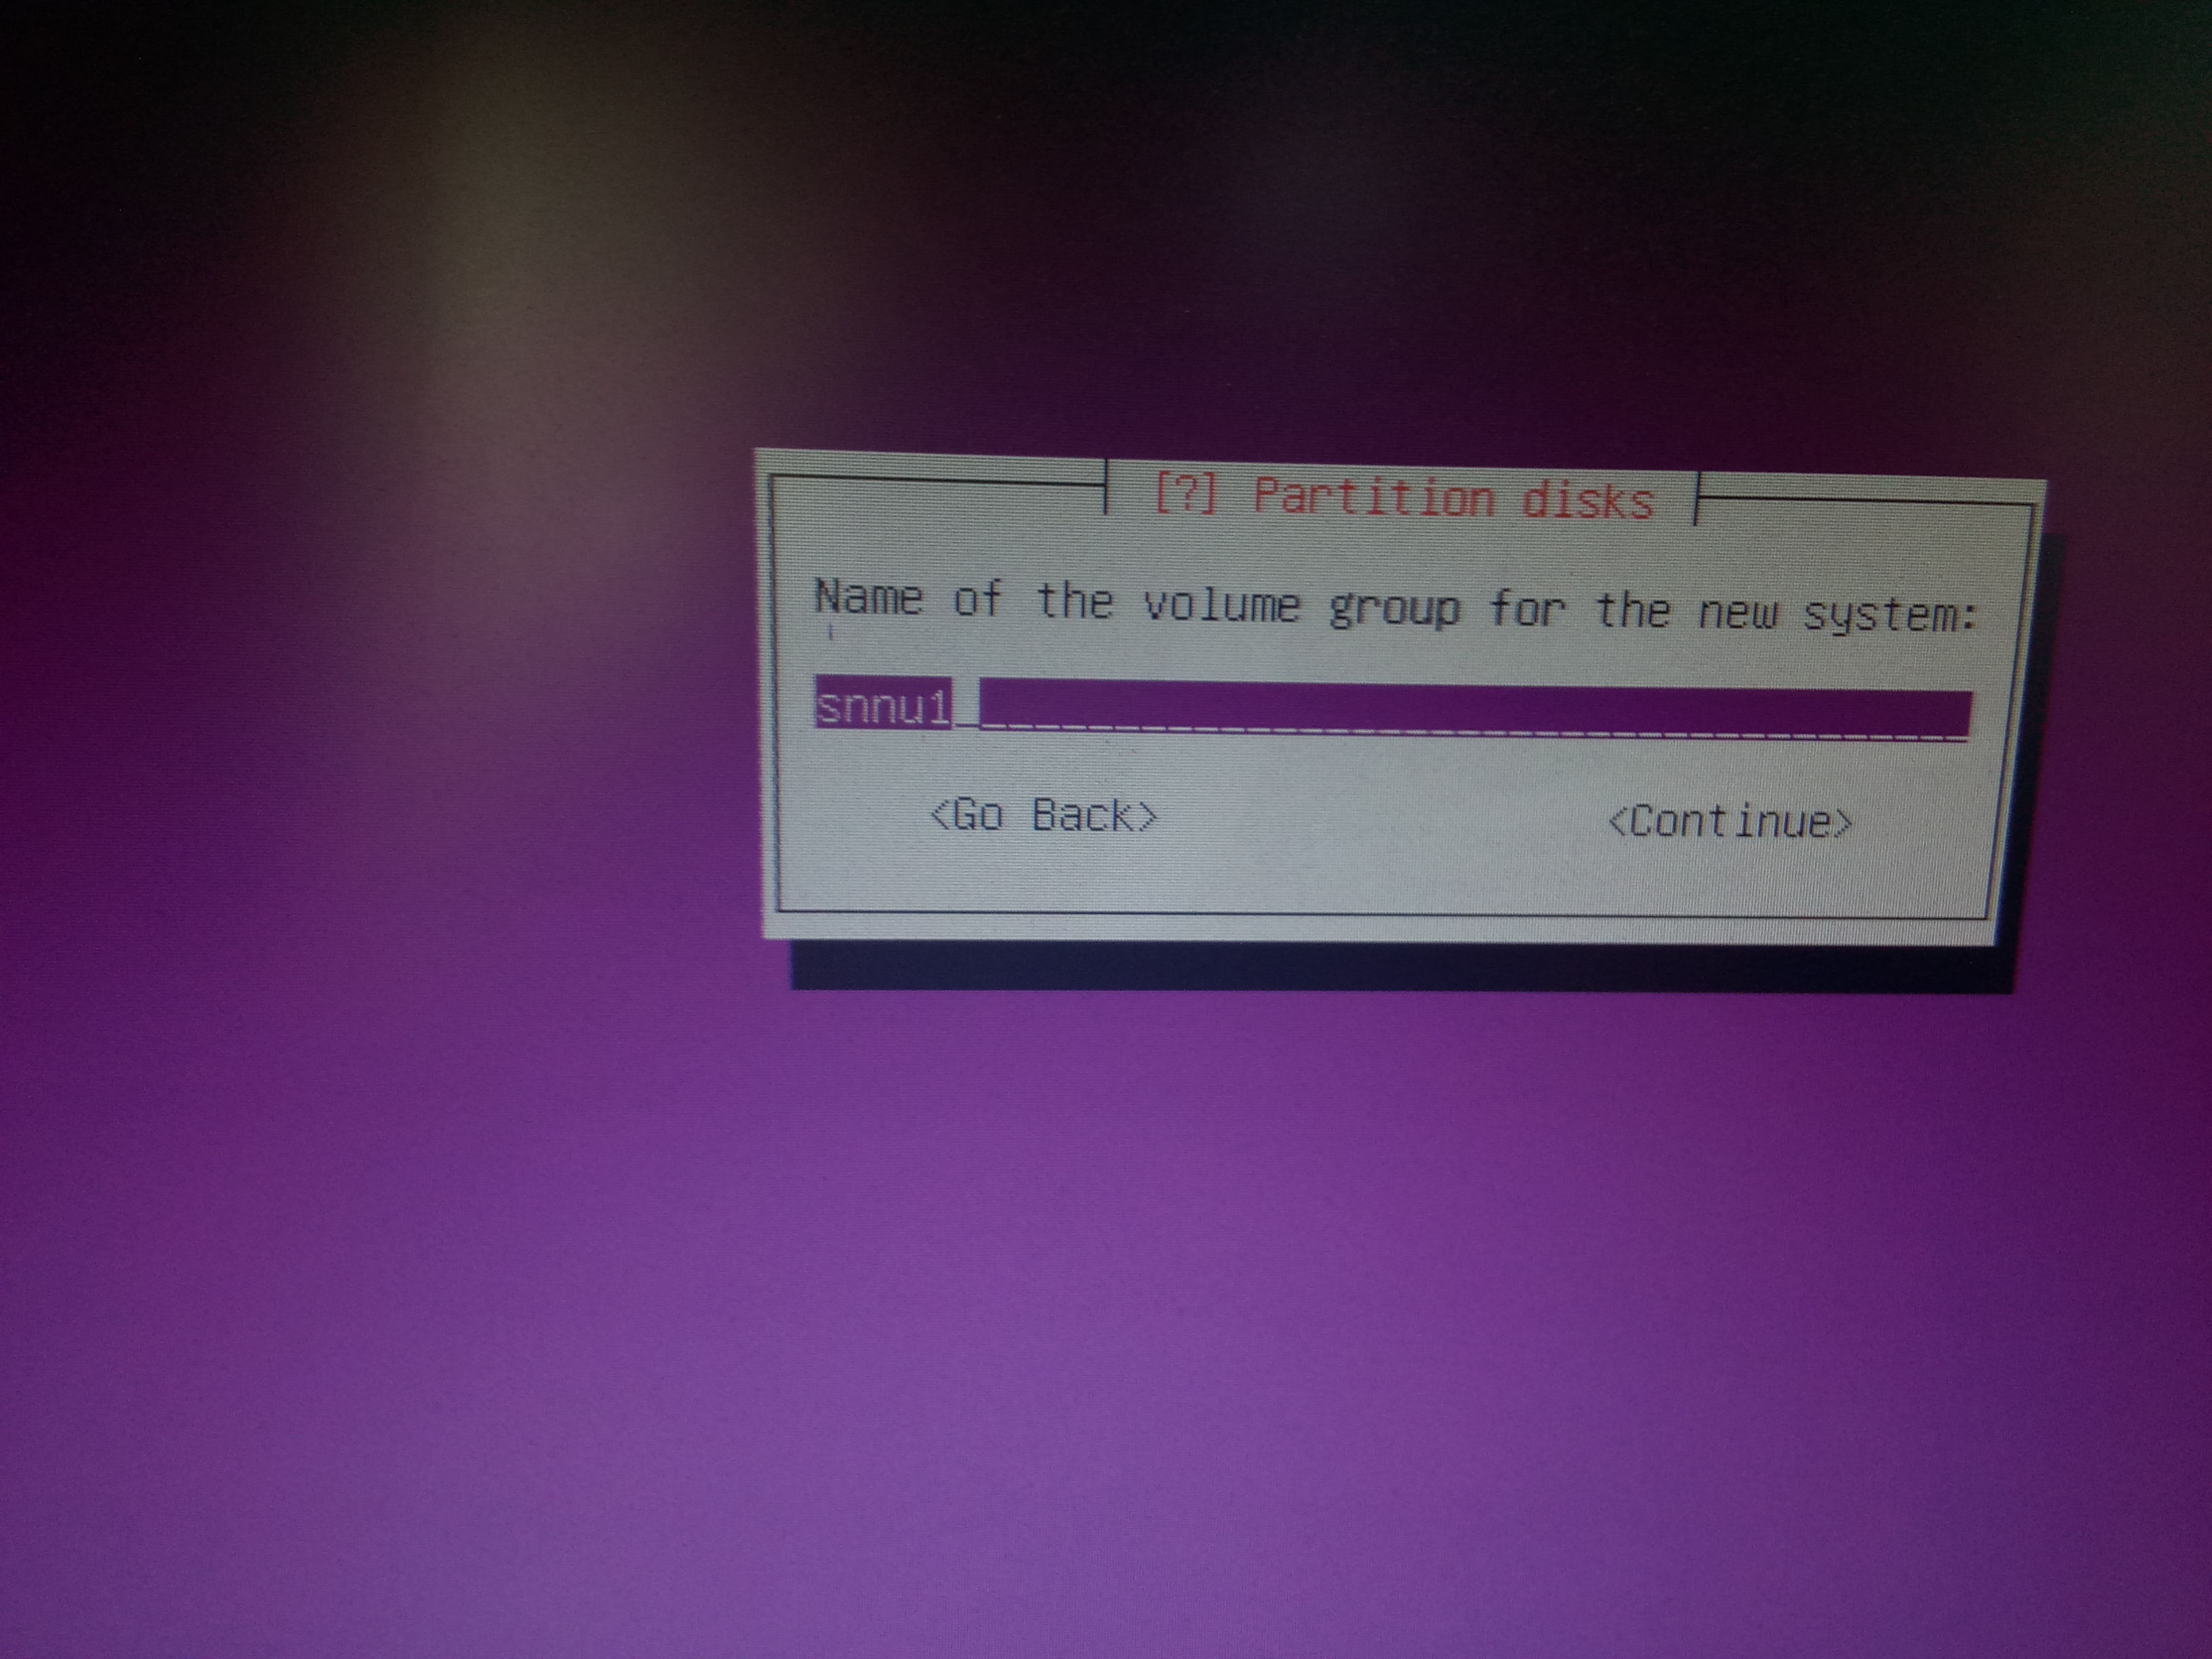 [?] Partition disks
Name of the volume group for the new system:
snnu1
<Go Back> <Continue>